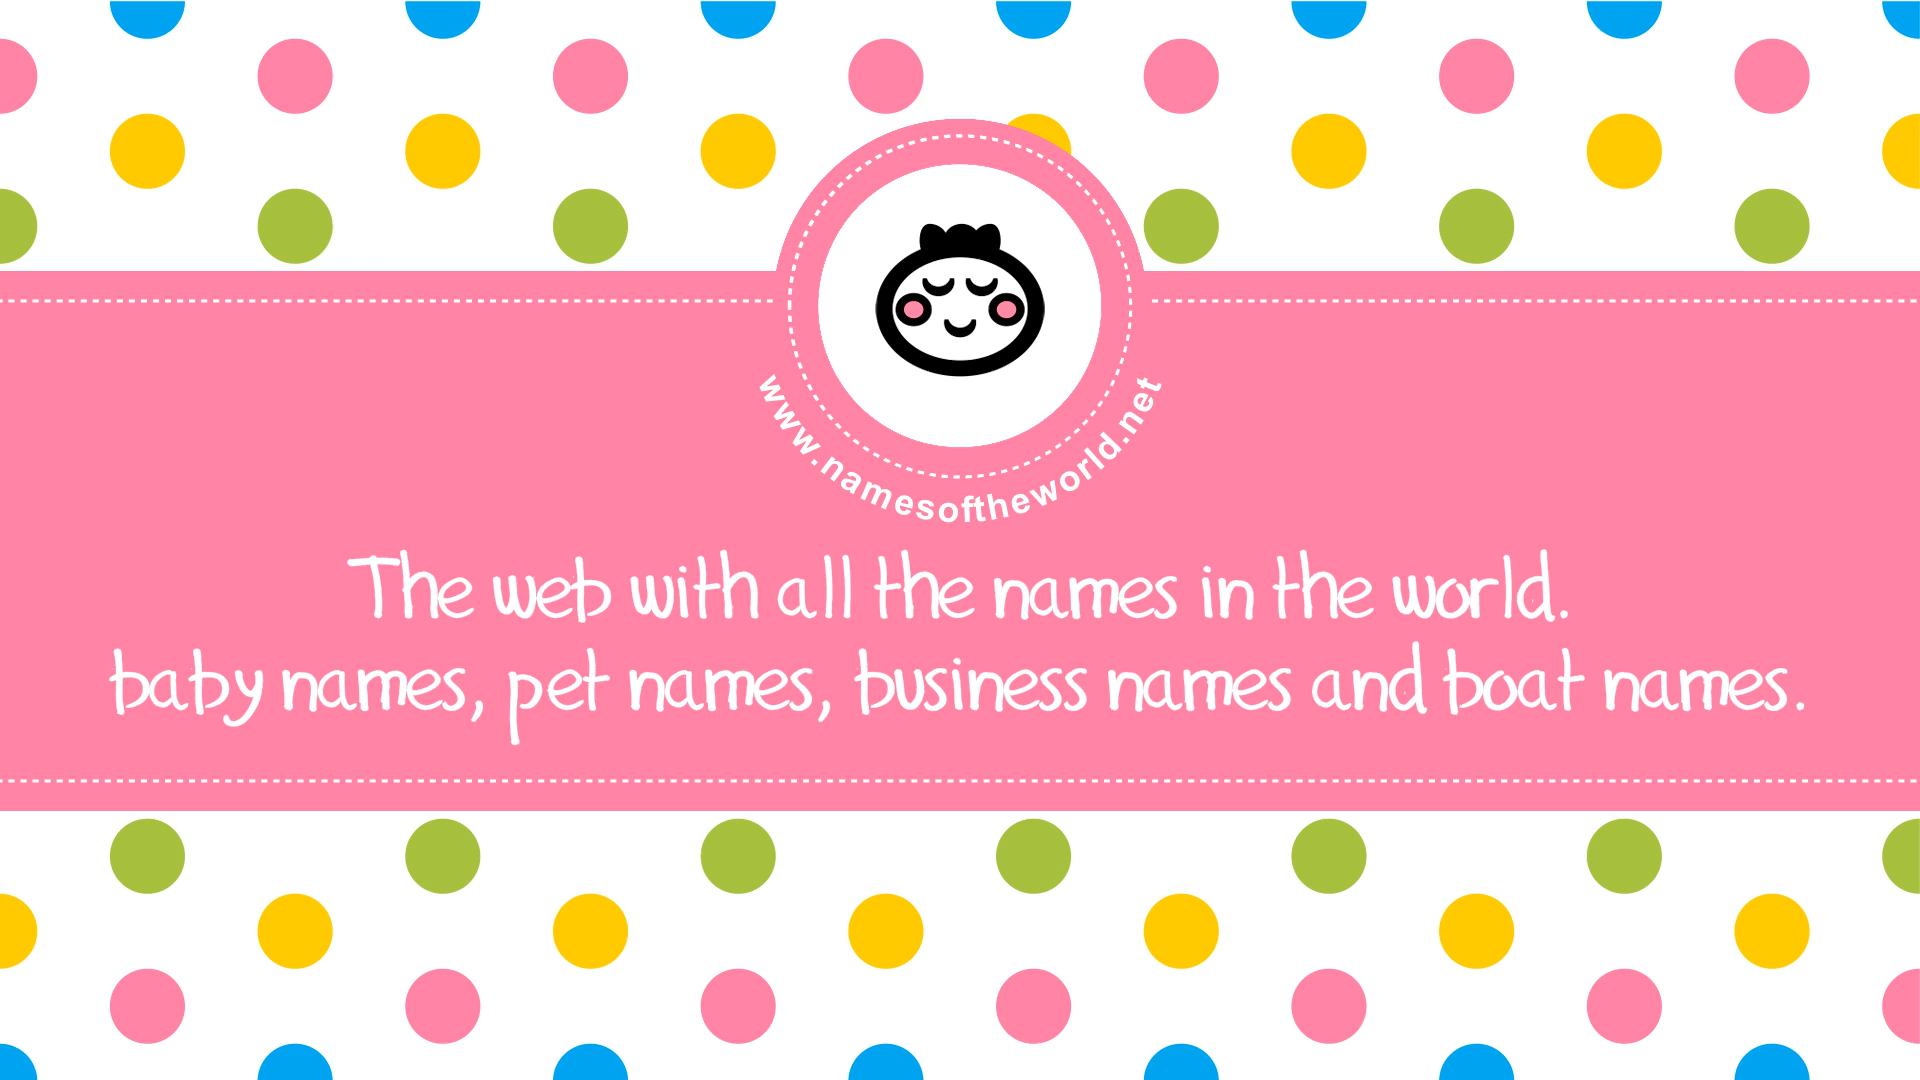 www.namesoftheworld.net
The web with all the names in the world.
baby names, pet names, business names and boat names.